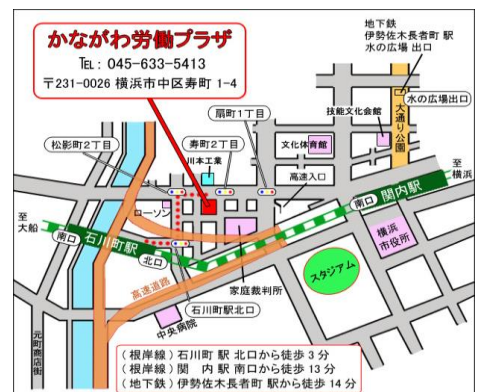 かながわ労働プラザ
℡: 045-633-5413
〒231-0026 横浜市中区寿町 1-4
地下鉄
伊勢佐木長者町 駅
水の広場 出口
扇町1丁目
技能文化会館
水の広場出口
大通り公園
松影町2丁目
寿町2丁目
川本工業
文化体育館
高速入口
至
横浜
ローソン
南口
関内駅
至
大船
南口
石川町駅
北口
横浜
市役所
スタジアム
家庭裁判所
高速道路
石川町駅北口
元町商店街
中央病院
(根岸線)石川町 駅 北口から徒歩 3 分
(根岸線)関 内 駅 南口から徒歩 13 分
(地下鉄)伊勢佐木長者町 駅から徒歩 14 分